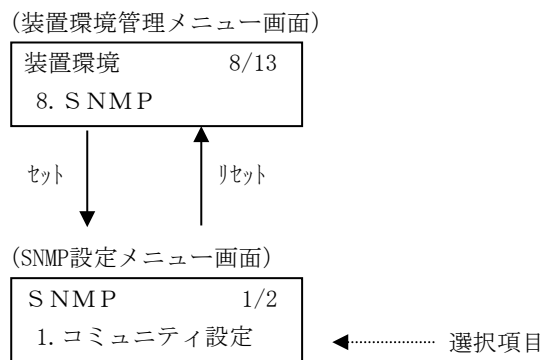 (装置環境管理メニュー画面)
装置環境 8/13
8. ＳＮＭＰ
ｾｯﾄ ﾘｾｯﾄ
(SNMP設定メニュー画面)
ＳＮＭＰ 1/2
1. コミュニティ設定 選択項目